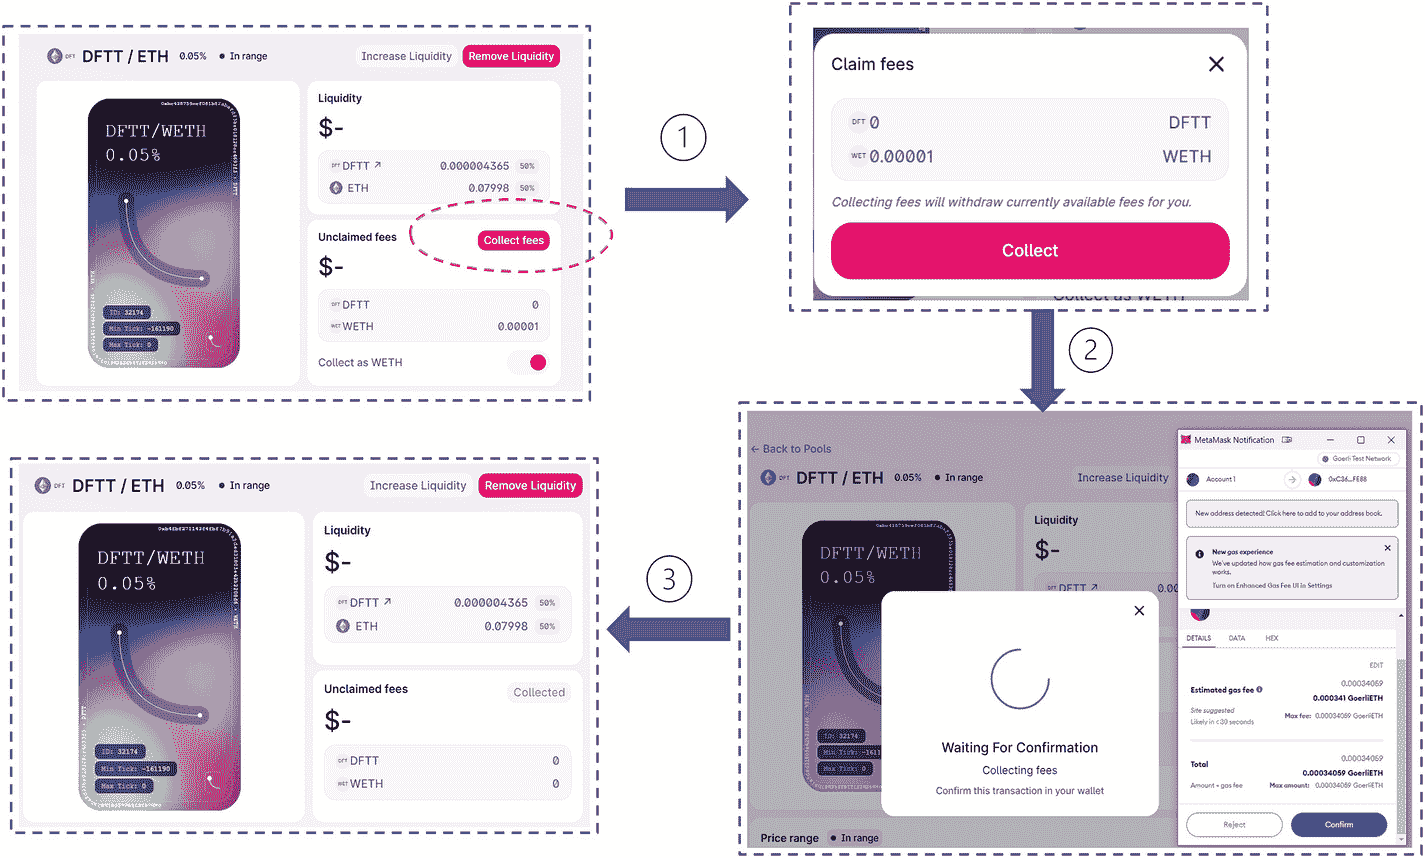 DFT DFTT / ETH 0.05% ● In range Increase Liquidity Remove Liquidity
DFTT/WETH
0.05%
ID: 32174
Min Tick: -161190
Max Tick: 0
Liquidity
$-
DFT DFTT ↗ 0.000004365 50%
ETH 0.07998 50%
Unclaimed fees Collect fees
$-
DFT DFTT 0
WET WETH 0.00001
Collect as WETH
1
Claim fees
DFT 0 DFTT
WET 0.00001 WETH
Collecting fees will withdraw currently available fees for you.
Collect
Collect as WETH
2
← Back to Pools
DFT DFTT / ETH 0.05% ● In range Increase Liquidity
DFTT/WETH
0.05%
ID: 32174
Min Tick: -161
Max Tick: 0
Liquidity
$-
DFT DFTT ↗ 0.00
Waiting For Confirmation
Collecting fees
Confirm this transaction in your wallet
Price range ● In range
MetaMask Notification
Goerli Test Network
Account 1 0xC36...FE88
New address detected! Click here to add to your address book.
New gas experience
We've updated how gas fee estimation and customization
works.
Turn on Enhanced Gas Fee UI in Settings
DETAILS DATA HEX
EDIT
0.00034059
Estimated gas fee 0.000341 GoerliETH
Site suggested
Likely in < 30 seconds Max fee: 0.00034059 GoerliETH
0.00034059
Total 0.00034059 GoerliETH
Amount + gas fee Max amount: 0.00034059 GoerliETH
Reject Confirm
3
DFT DFTT / ETH 0.05% ● In range Increase Liquidity Remove Liquidity
DFTT/WETH
0.05%
ID: 32174
Min Tick: -161190
Max Tick: 0
Liquidity
$-
DFT DFTT ↗ 0.000004365 50%
ETH 0.07998 50%
Unclaimed fees Collected
$-
DFT DFTT 0
WET WETH 0